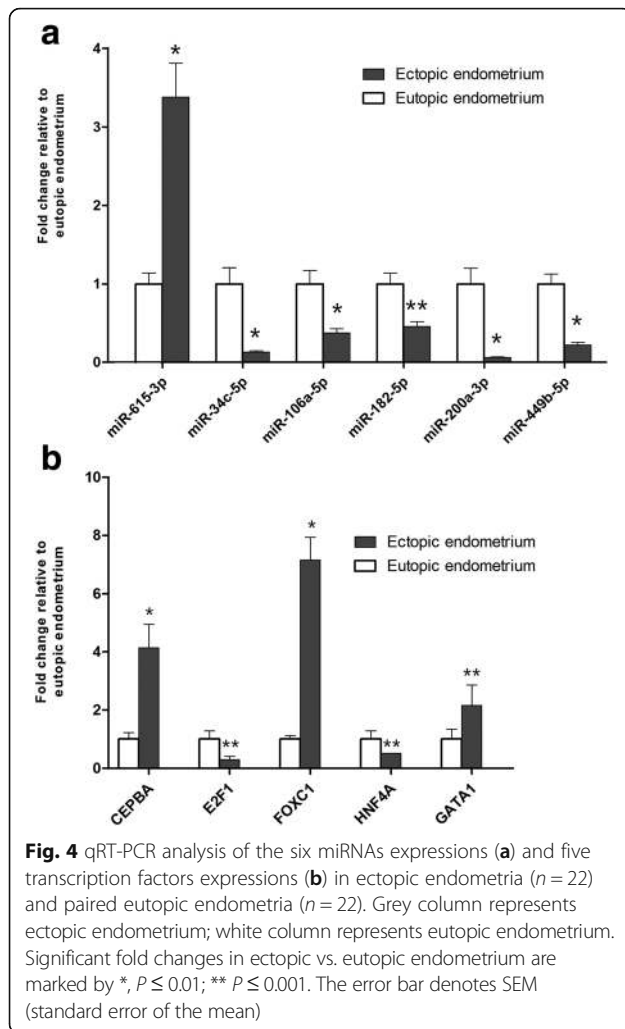 a
Fold change relative to
eutopic endometrium
4
3
2
1
0
*
*
*
**
*
*
Ectopic endometrium
Eutopic endometrium
miR-615-3p
miR-34c-5p
miR-106a-5p
miR-182-5p
miR-200a-3p
miR-449b-5p
b
Fold change relative to
eutopic endometrium
10
8
6
4
2
0
*
**
*
**
**
Ectopic endometrium
Eutopic endometrium
CEPBA
E2F1
FOXC1
HNF4A
GATA1
Fig. 4 qRT-PCR analysis of the six miRNAs expressions (a) and five
transcription factors expressions (b) in ectopic endometria (n = 22)
and paired eutopic endometria (n = 22). Grey column represents
ectopic endometrium; white column represents eutopic endometrium.
Significant fold changes in ectopic vs. eutopic endometrium are
marked by *, P ≤ 0.01; ** P ≤ 0.001. The error bar denotes SEM
(standard error of the mean)